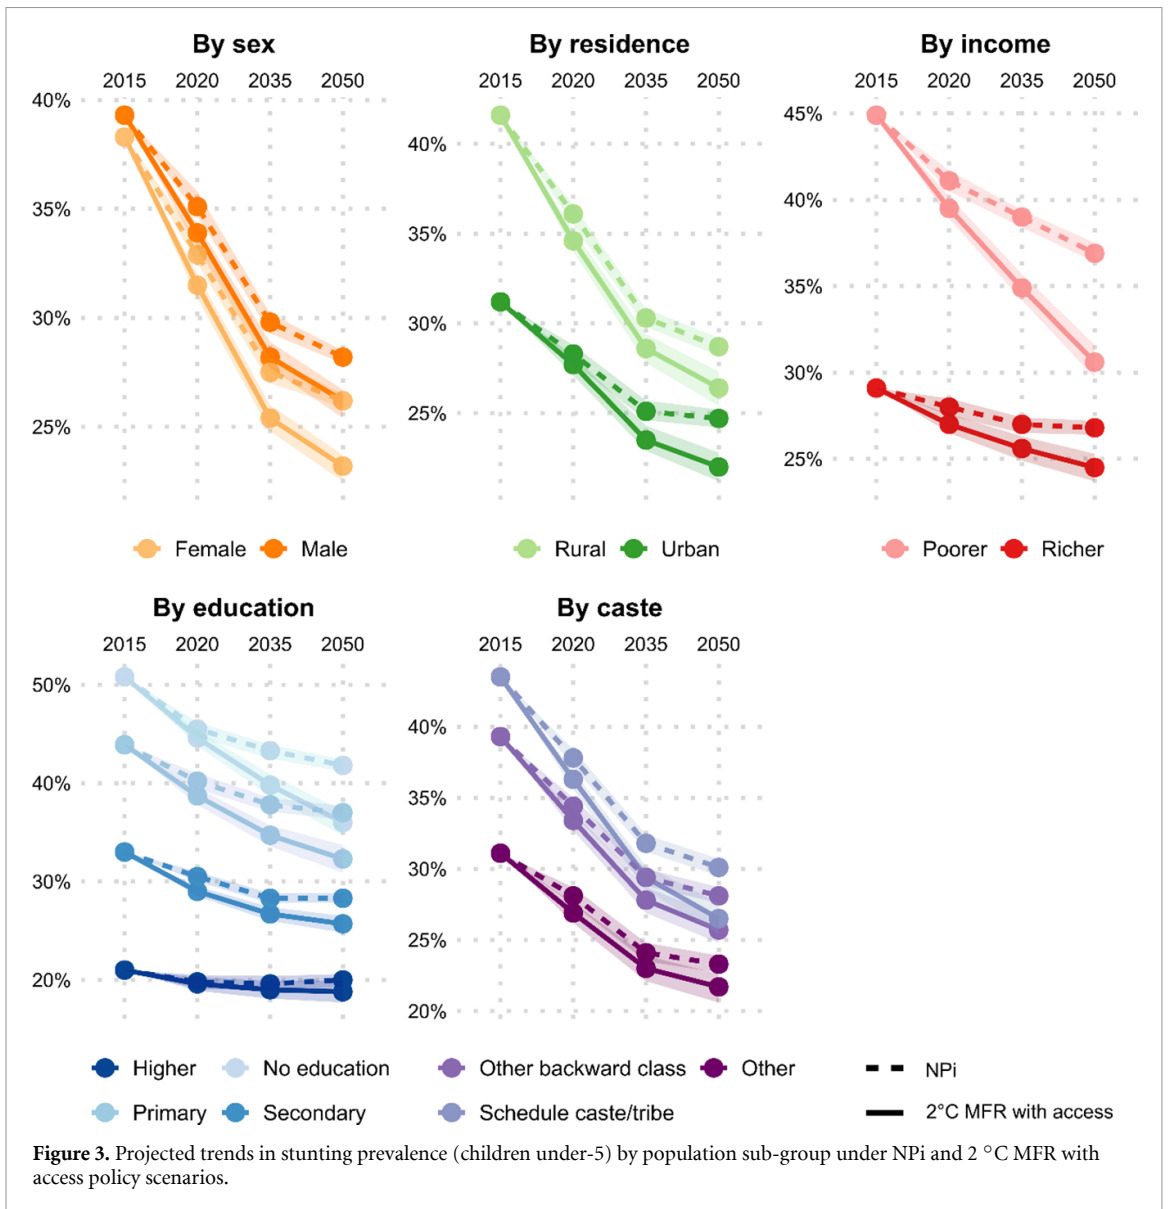 By sex
By residence
By income
2015 2020 2035 2050
2015 2020 2035 2050
2015 2020 2035 2050
40%
35%
30%
25%
40%
35%
30%
25%
45%
40%
35%
30%
25%
Female Male
Rural Urban
Poorer Richer
By education
By caste
2015 2020 2035 2050
2015 2020 2035 2050
50%
40%
30%
20%
40%
35%
30%
25%
20%
Higher No education
Primary Secondary
Other backward class Other
Schedule caste/tribe
NPi
2°C MFR with access
Figure 3. Projected trends in stunting prevalence (children under-5) by population sub-group under NPi and 2 °C MFR with
access policy scenarios.